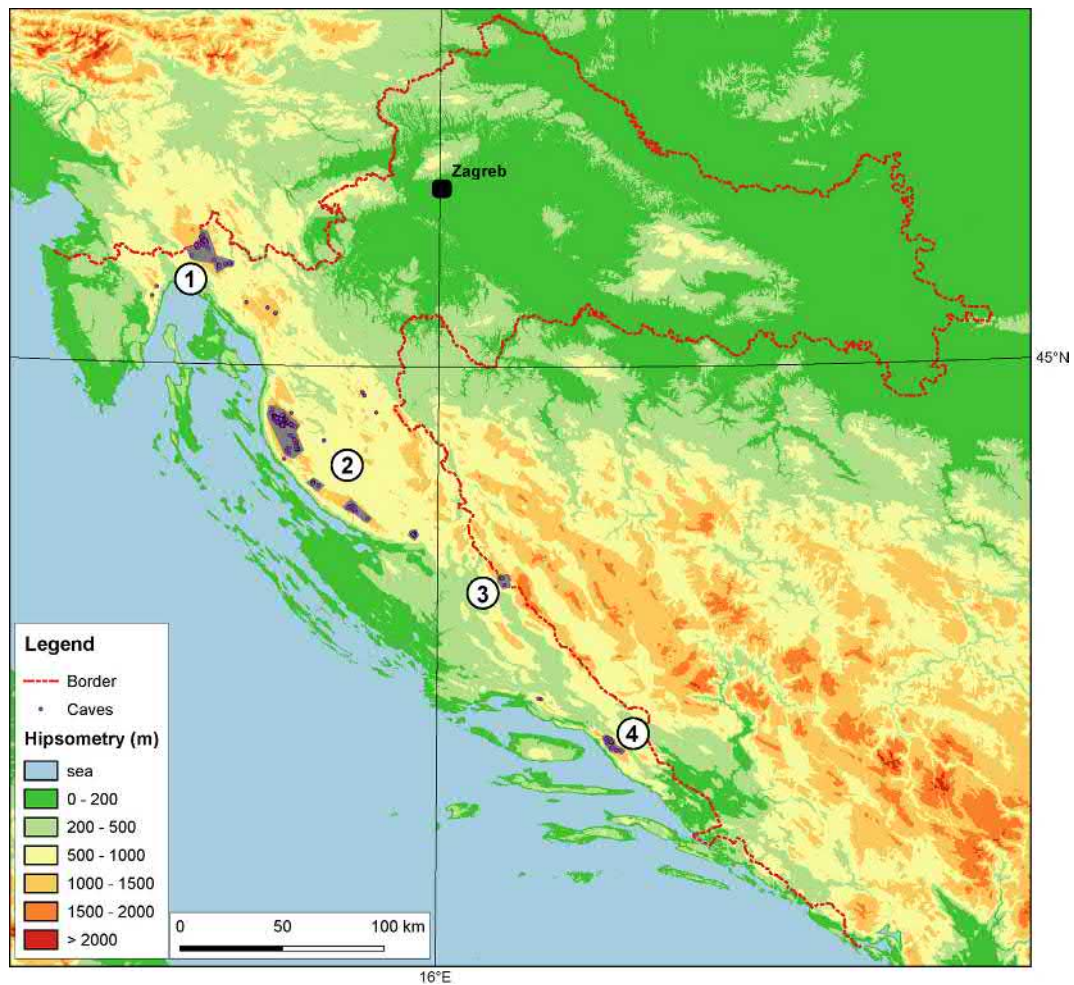 Zagreb
1
45°N
2
3
4
Legend
Border
Caves
Hipsometry (m)
sea
0 - 200
200 - 500
500 - 1000
1000 - 1500
1500 - 2000
> 2000
0 50 100 km
16°E